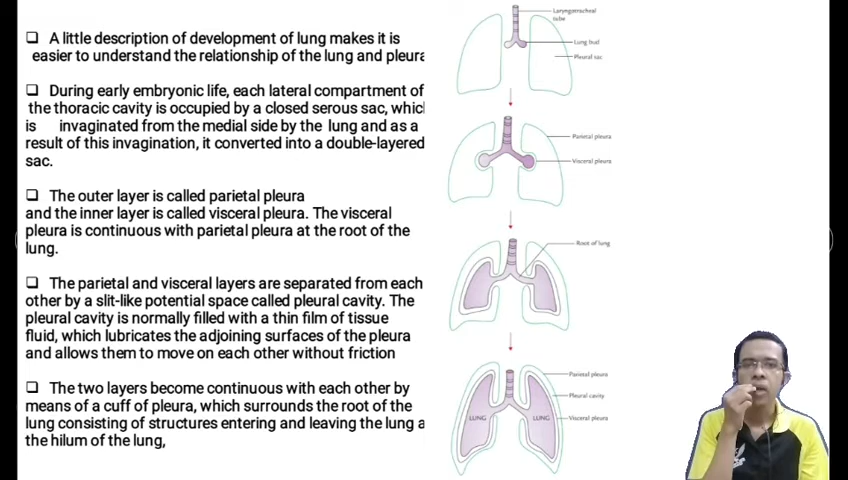 ❑ A little description of development of lung makes it is
easier to understand the relationship of the lung and pleura
❑ During early embryonic life, each lateral compartment of
the thoracic cavity is occupied by a closed serous sac, which
is invaginated from the medial side by the lung and as a
result of this invagination, it converted into a double-layered
sac.
❑ The outer layer is called parietal pleura
and the inner layer is called visceral pleura. The visceral
pleura is continuous with parietal pleura at the root of the
lung.
❑ The parietal and visceral layers are separated from each
other by a slit-like potential space called pleural cavity. The
pleural cavity is normally filled with a thin film of tissue
fluid, which lubricates the adjoining surfaces of the pleura
and allows them to move on each other without friction
❑ The two layers become continuous with each other by
means of a cuff of pleura, which surrounds the root of the
lung consisting of structures entering and leaving the lung a
the hilum of the lung,
Laryngotracheal
tube
Lung bud
Pleural sac
Parietal pleura
Visceral pleura
Root of lung
Parietal pleura
Pleural cavity
LUNG LUNG Visceral pleura